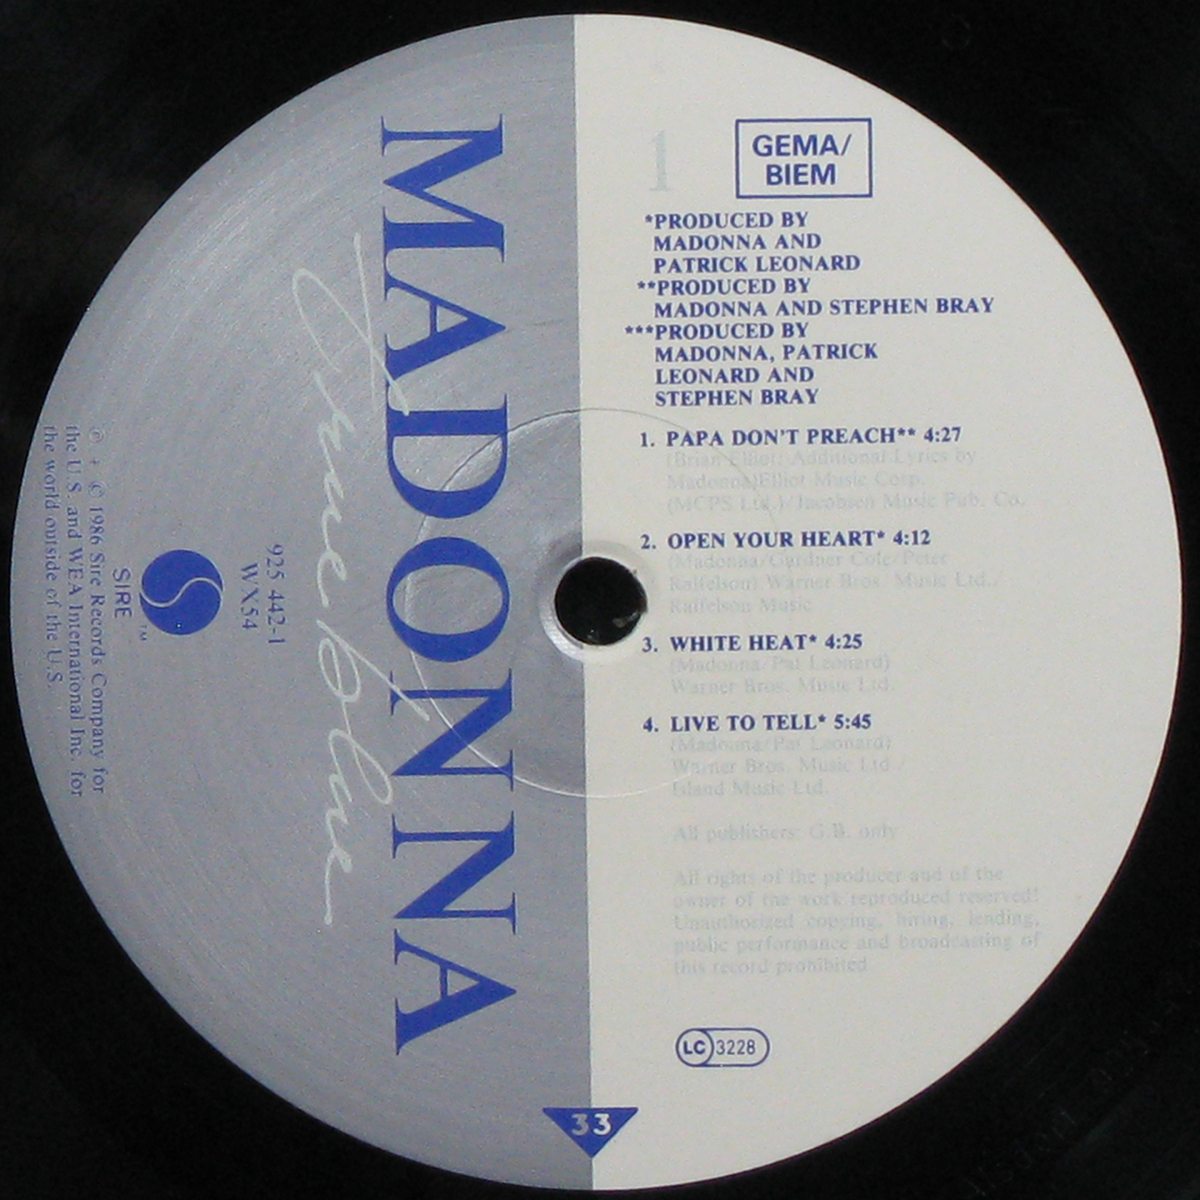 MADONNA
True blue
925 442-1
WX54
SIRE
TM
℗ + © 1986 Sire Records Company for
the U.S. and WEA International Inc. for
the world outside of the U.S.
1
GEMA/
BIEM
*PRODUCED BY
MADONNA AND
PATRICK LEONARD
**PRODUCED BY
MADONNA AND STEPHEN BRAY
***PRODUCED BY
MADONNA, PATRICK
LEONARD AND
STEPHEN BRAY
1. PAPA DON'T PREACH** 4:27
(Brian Elliot/Additional Lyrics by
Madonna)Elliot Music Corp.
(MCPS Ltd.)/Jacobsen Music Pub. Co.
2. OPEN YOUR HEART* 4:12
(Madonna/Gardner Cole/Peter
Raffelson) Warner Bros. Music Ltd./
Raffelson Music
3. WHITE HEAT* 4:25
(Madonna/Pat Leonard)
Warner Bros. Music Ltd.
4. LIVE TO TELL* 5:45
(Madonna/Pat Leonard)
Warner Bros. Music Ltd./
Island Music Ltd.
All publishers: G.B. only
All rights of the producer and of the
owner of the work reproduced reserved!
Unauthorized copying, hiring, lending,
public performance and broadcasting of
this record prohibited
LC 3228
33